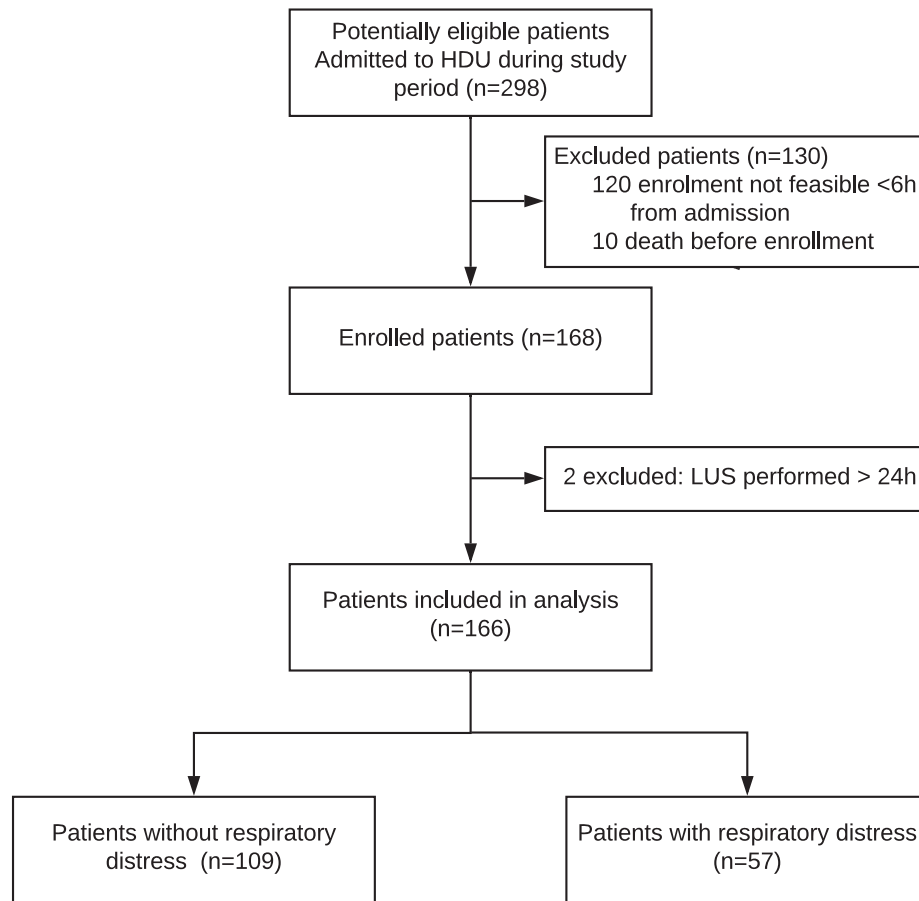 Potentially eligible patients
Admitted to HDU during study
period (n=298)
Excluded patients (n=130)
120 enrolment not feasible <6h
from admission
10 death before enrollment
Enrolled patients (n=168)
2 excluded: LUS performed > 24h
Patients included in analysis
(n=166)
Patients without respiratory
distress (n=109)
Patients with respiratory distress
(n=57)